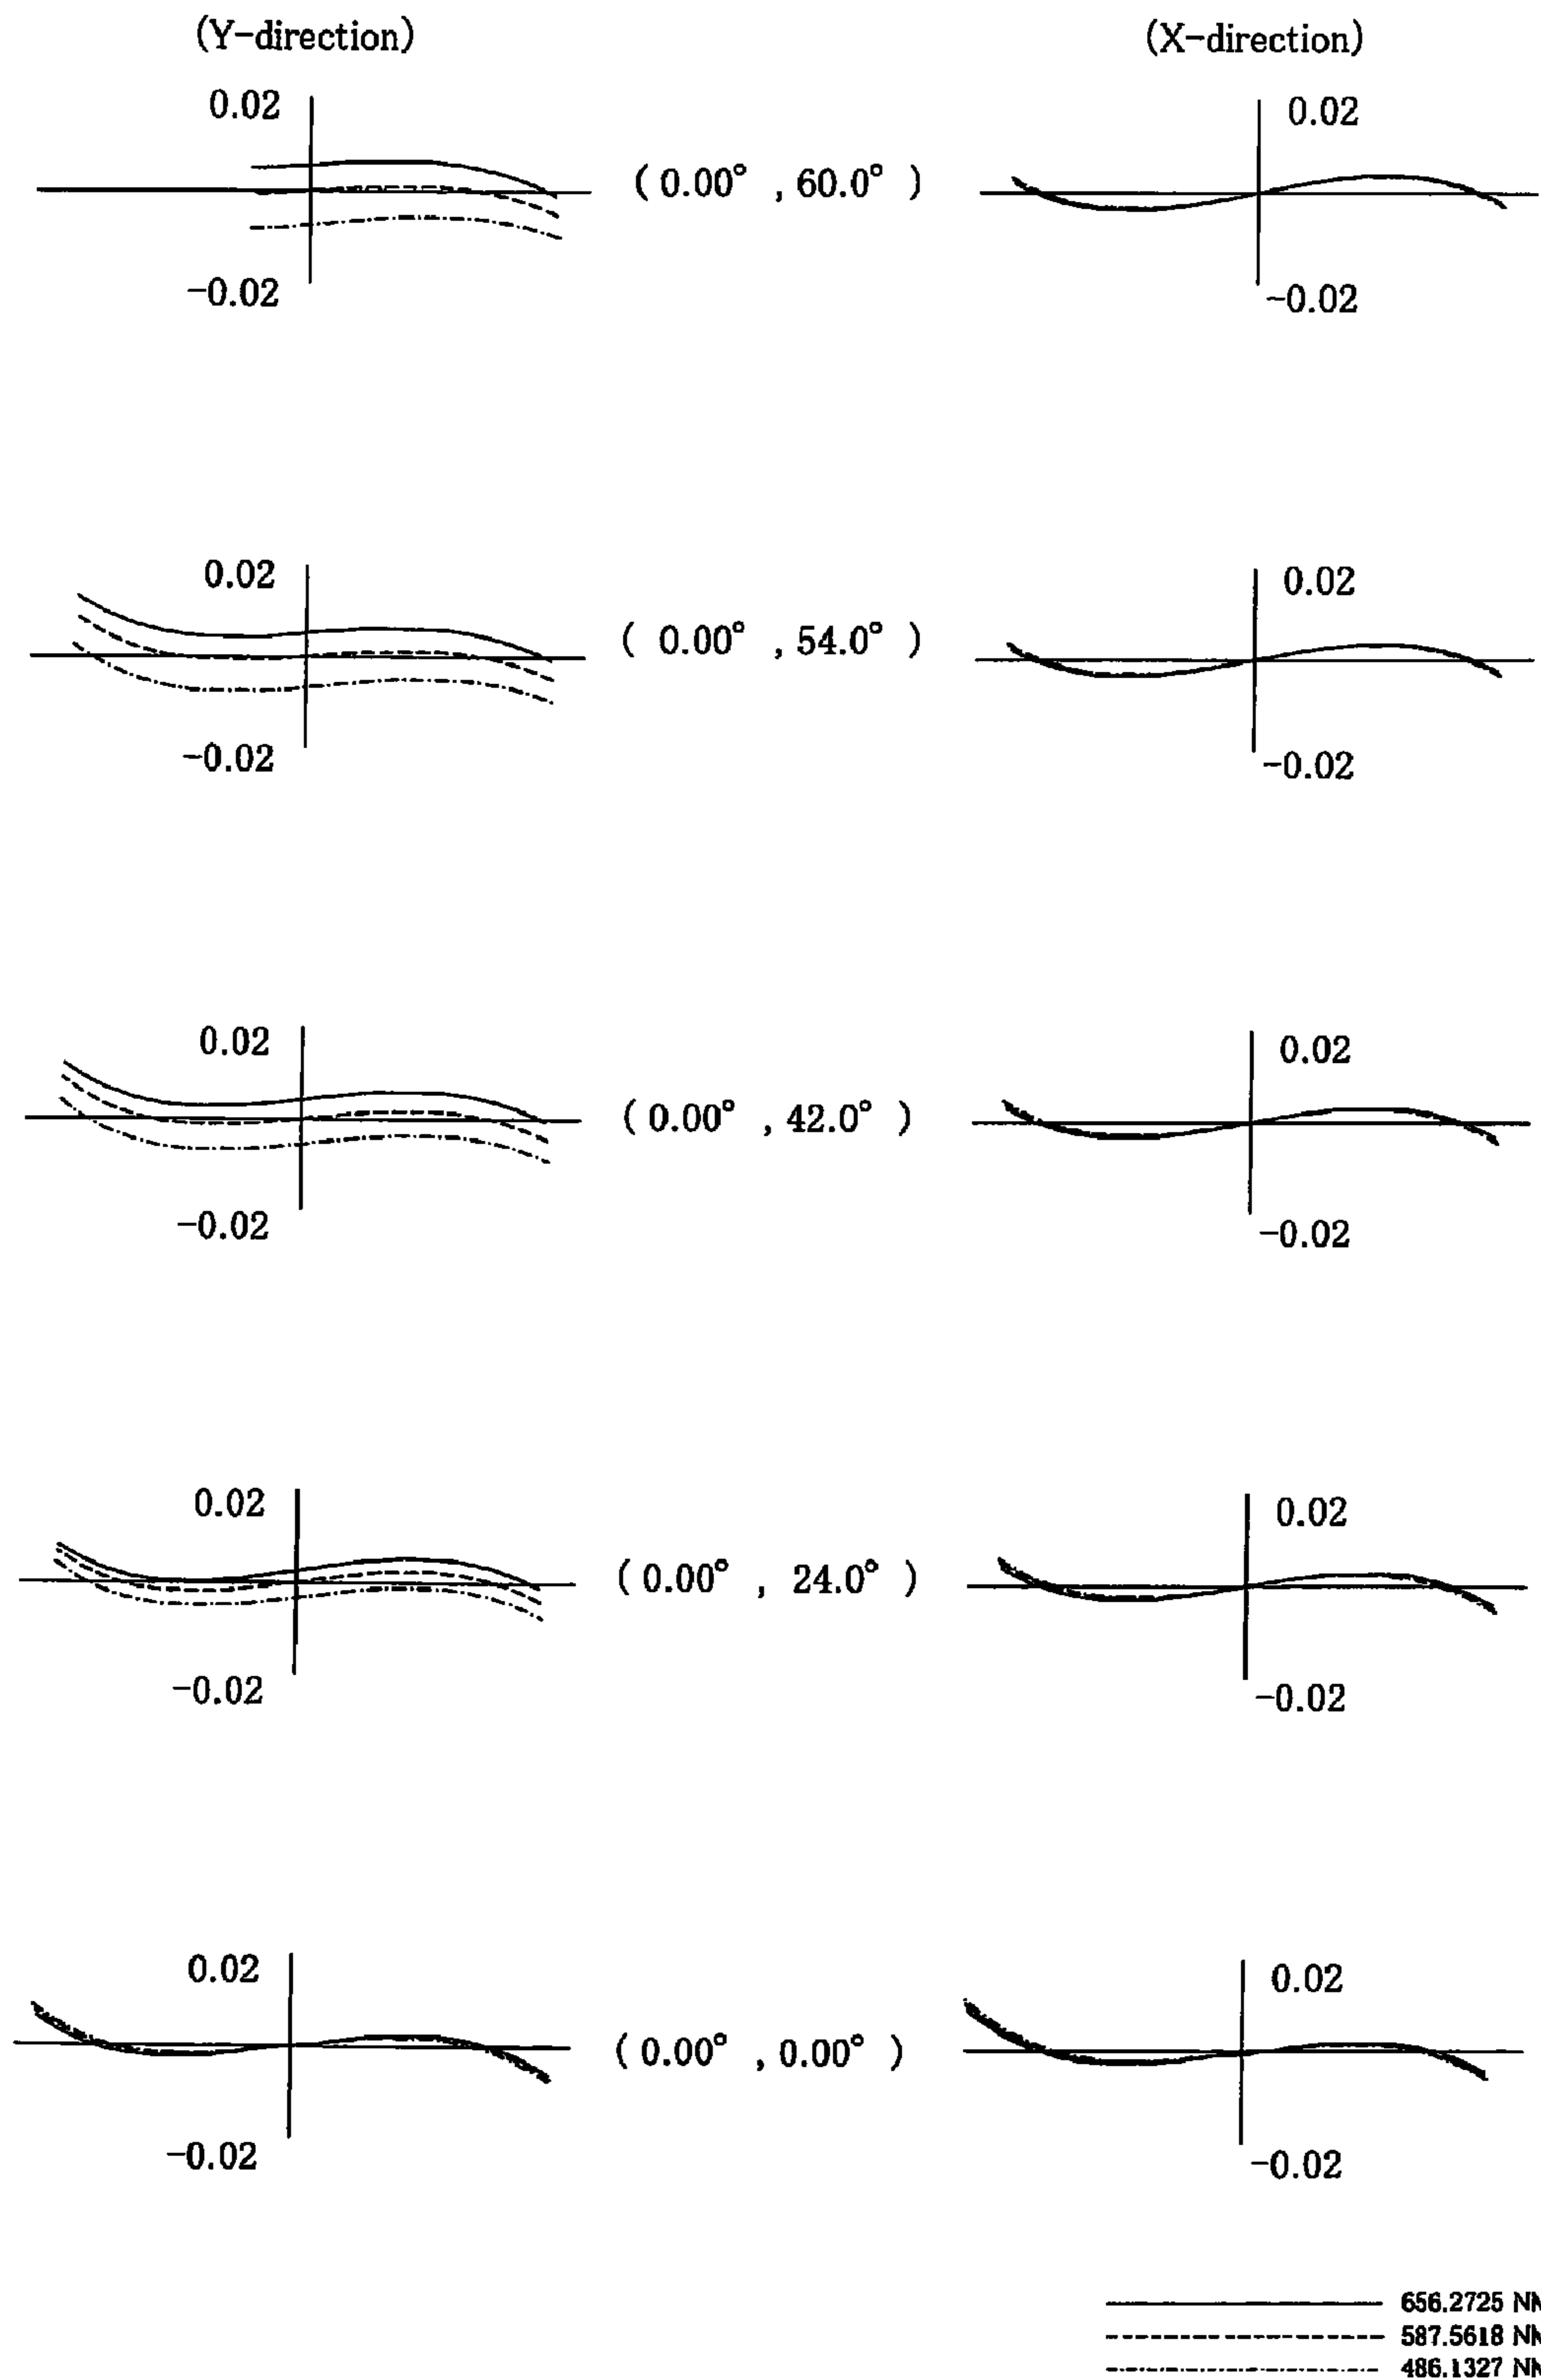 (Y-direction) (X-direction)
0.02 0.02
(0.00° , 60.0° )
-0.02 -0.02
0.02 0.02
( 0.00° , 54.0° )
-0.02 -0.02
0.02 0.02
(0.00° , 42.0° )
-0.02 -0.02
0.02 0.02
(0.00° , 24.0° )
-0.02 -0.02
0.02 0.02
(0.00° , 0.00° )
-0.02 -0.02
656.2725 NM
587.5618 NM
486.1327 NM